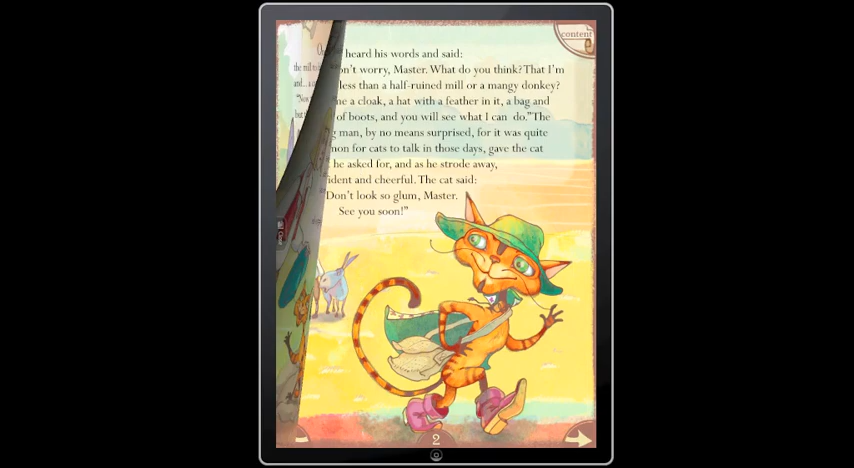 content
heard his words and said:
on't worry, Master. What do you think? That I'm
less than a half-ruined mill or a mangy donkey?
me a cloak, a hat with a feather in it, a bag and
of boots, and you will see what I can do." The
g man, by no means surprised, for it was quite
non for cats to talk in those days, gave the cat
he asked for, and as he strode away,
ident and cheerful. The cat said:
Don't look so glum, Master.
See you soon!"
2